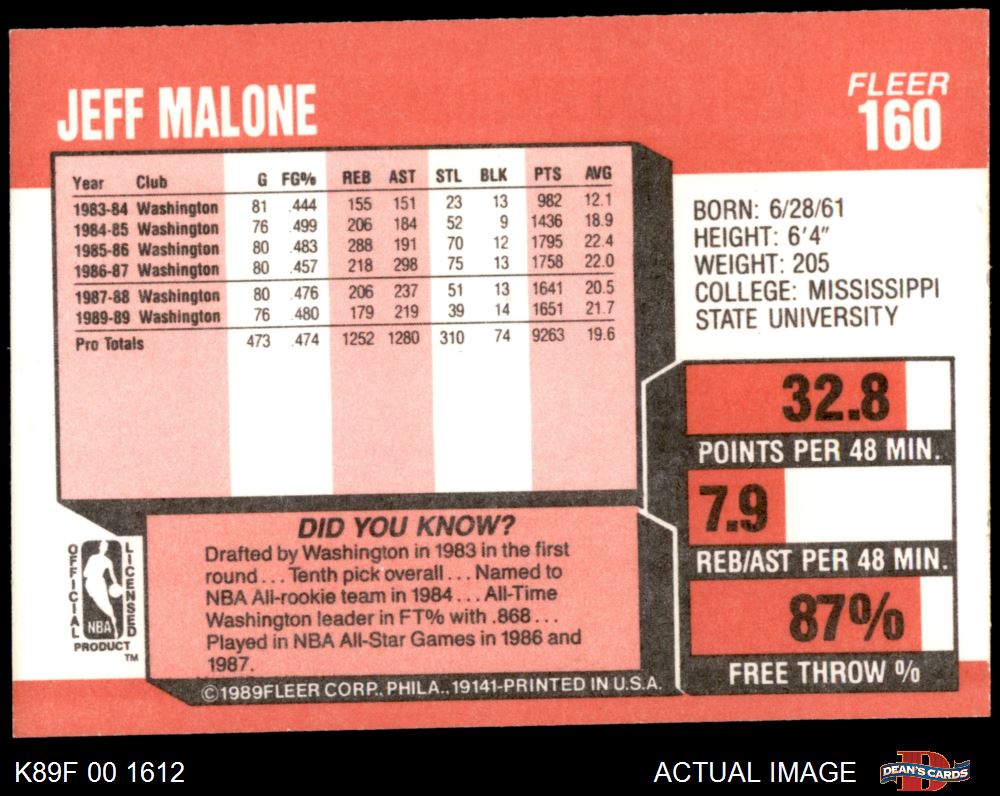 JEFF MALONE
FLEER
160
Year Club G FG% REB AST STL BLK PTS AVG
1983-84 Washington 81 .444 155 151 23 13 982 12.1
1984-85 Washington 76 .499 206 184 52 9 1436 18.9
1985-86 Washington 80 .483 288 191 70 12 1795 22.4
1986-87 Washington 80 .457 218 298 75 13 1758 22.0
1987-88 Washington 80 .476 206 237 51 13 1641 20.5
1989-89 Washington 76 .480 179 219 39 14 1651 21.7
Pro Totals 473 .474 1252 1280 310 74 9263 19.6
BORN: 6/28/61
HEIGHT: 6'4"
WEIGHT: 205
COLLEGE: MISSISSIPPI
STATE UNIVERSITY
32.8
POINTS PER 48 MIN.
7.9
REB/AST PER 48 MIN.
87%
FREE THROW %
DID YOU KNOW?
Drafted by Washington in 1983 in the first
round... Tenth pick overall... Named to
NBA All-rookie team in 1984... All-Time
Washington leader in FT% with .868...
Played in NBA All-Star Games in 1986 and
1987.
OFFICIAL
LICENSED
NBA
PRODUCT
TM
©1989FLEER CORP., PHILA., 19141-PRINTED IN U.S.A.
K89F 00 1612
ACTUAL IMAGE
D
DEAN'S CARDS